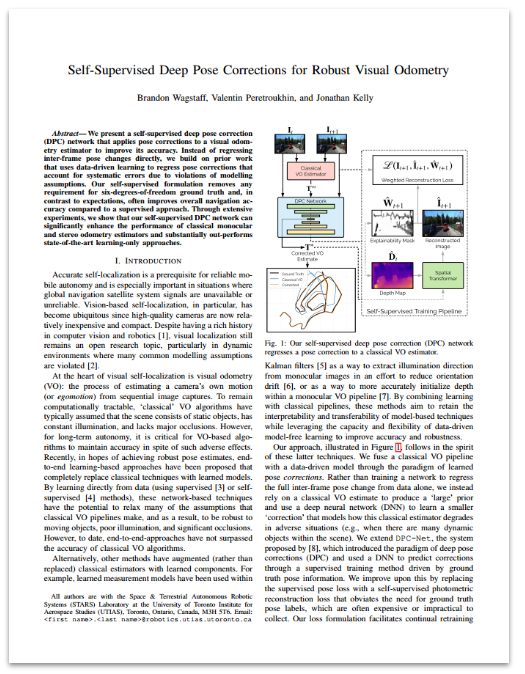 Self-Supervised Deep Pose Corrections for Robust Visual Odometry
Brandon Wagstaff, Valentin Peretroukhin, and Jonathan Kelly
Abstract— We present a self-supervised deep pose correction
(DPC) network that applies pose corrections to a visual odom-
etry estimator to improve its accuracy. Instead of regressing
inter-frame pose changes directly, we build on prior work
that uses data-driven learning to regress pose corrections that
account for systematic errors due to violations of modelling
assumptions. Our self-supervised formulation removes any
requirement for six-degrees-of-freedom ground truth and, in
contrast to expectations, often improves overall navigation ac-
curacy compared to a supervised approach. Through extensive
experiments, we show that our self-supervised DPC network can
significantly enhance the performance of classical monocular
and stereo odometry estimators and substantially out-performs
state-of-the-art learning-only approaches.
I. INTRODUCTION
Accurate self-localization is a prerequisite for reliable mo-
bile autonomy and is especially important in situations where
global navigation satellite system signals are unavailable or
unreliable. Vision-based self-localization, in particular, has
become ubiquitous since high-quality cameras are now rela-
tively inexpensive and compact. Despite having a rich history
in computer vision and robotics [1], visual localization still
remains an open research topic, particularly in dynamic
environments where many common modelling assumptions
are violated [2].
At the heart of visual self-localization is visual odometry
(VO): the process of estimating a camera's own motion
(or egomotion) from sequential image captures. To remain
computationally tractable, 'classical' VO algorithms have
typically assumed that the scene consists of static objects, has
constant illumination, and lacks major occlusions. However,
for long-term autonomy, it is critical for VO-based algo-
rithms to maintain accuracy in spite of such adverse effects.
Recently, in hopes of achieving robust pose estimates, end-
to-end learning-based approaches have been proposed that
completely replace classical techniques with learned models.
By learning directly from data (using supervised [3] or self-
supervised [4] methods), these network-based techniques
have the potential to relax many of the assumptions that
classical VO pipelines make, and as a result, to be robust to
moving objects, poor illumination, and significant occlusions.
However, to date, end-to-end approaches have not surpassed
the accuracy of classical VO algorithms.
Alternatively, other methods have augmented (rather than
replaced) classical estimators with learned components. For
example, learned measurement models have been used within
All authors are with the Space & Terrestrial Autonomous Robotic
Systems (STARS) Laboratory at the University of Toronto Institute for
Aerospace Studies (UTIAS), Toronto, Ontario, Canada, M3H 5T6. Email:
<first name>.<last name>@robotics.utias.utoronto.ca
I_t
I_t+1
Classical
VO Estimator
DPC Network
Corrected VO
Estimate
Ground Truth
Classical VO
Corrected
Weighted Reconstruction Loss
Explainability Mask
Reconstructed
Image
Depth Map
Spatial
Transformer
Self-Supervised Training Pipeline
Fig. 1: Our self-supervised deep pose correction (DPC) network
regresses a pose correction to a classical VO estimator.
Kalman filters [5] as a way to extract illumination direction
from monocular images in an effort to reduce orientation
drift [6], or as a way to more accurately initialize depth
within a monocular VO pipeline [7]. By combining learning
with classical pipelines, these methods aim to retain the
interpretability and transferability of model-based techniques
while leveraging the capacity and flexibility of data-driven
model-free learning to improve accuracy and robustness.
Our approach, illustrated in Figure 1, follows in the spirit
of these latter techniques. We fuse a classical VO pipeline
with a data-driven model through the paradigm of learned
pose corrections. Rather than training a network to regress
the full inter-frame pose change from data alone, we instead
rely on a classical VO estimate to produce a 'large' prior
and use a deep neural network (DNN) to learn a smaller
'correction' that models how this classical estimator degrades
in adverse situations (e.g., when there are many dynamic
objects within the scene). We extend DPC-Net, the system
proposed by [8], which introduced the paradigm of deep pose
corrections (DPC) and used a DNN to predict corrections
through a supervised training method driven by ground
truth pose information. We improve upon this by replacing
the supervised pose loss with a self-supervised photometric
reconstruction loss that obviates the need for ground truth
pose labels, which are often expensive or impractical to
collect. Our loss formulation facilitates continual retraining